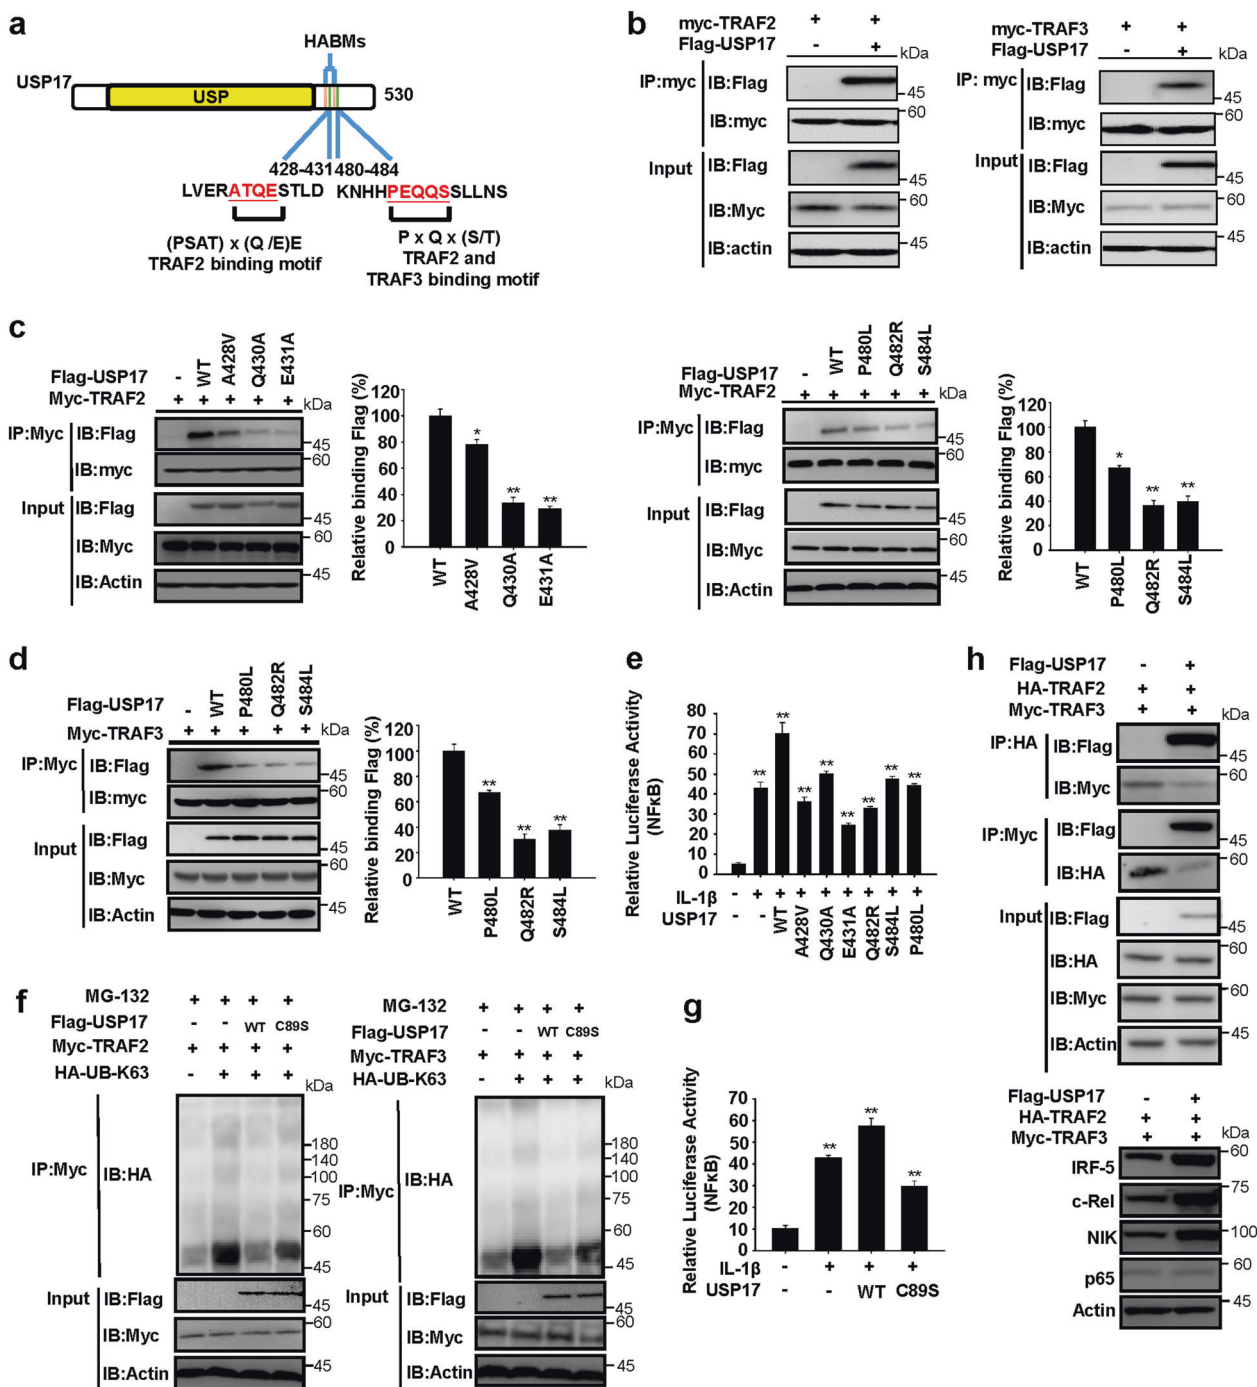 a
HABMs
USP17
USP
530
428-431 480-484
LVERATQESTLD KNHHPEQQSSLLNS
(PSAT) x (Q /E)E
TRAF2 binding motif
P x Q x (S/T)
TRAF2 and
TRAF3 binding motif
b
myc-TRAF2 + +
Flag-USP17 - +
kDa
IP:myc
IB:Flag
45
60
IB:myc
Input
IB:Flag
45
60
IB:Myc
45
IB:actin
myc-TRAF3 + +
Flag-USP17 - +
kDa
IP: myc
IB:Flag
45
60
IB:myc
Input
IB:Flag
45
60
IB:Myc
45
IB:actin
c
Flag-USP17 - WT A428V Q430A E431A
Myc-TRAF2 + + + + +
kDa
IP:Myc
IB:Flag
45
60
IB:myc
Input
IB:Flag
45
60
IB:Myc
45
IB:Actin
Relative binding Flag (%)
120
100
80
60
40
20
0
* ** **
WT A428V Q430A E431A
Flag-USP17 - WT P480L Q482R S484L
Myc-TRAF2 + + + + +
kDa
IP:Myc
IB:Flag
45
60
IB:myc
Input
IB:Flag
45
60
IB:Myc
45
IB:Actin
Relative binding Flag (%)
120
100
80
60
40
20
0
* ** **
WT P480L Q482R S484L
d
Flag-USP17 - WT P480L Q482R S484L
Myc-TRAF3 + + + + +
kDa
IP:Myc
IB:Flag
45
60
IB:myc
Input
IB:Flag
45
60
IB:Myc
45
IB:Actin
Relative binding Flag (%)
120
100
80
60
40
20
0
** ** **
WT P480L Q482R S484L
e
Relative Luciferase Activity
(NFκB)
80
70
60
50
40
30
20
10
0
** ** ** ** ** ** ** **
IL-1β - + + + + + + + +
USP17 - - WT A428V Q430A E431A Q482R S484L P480L
f
MG-132 + + + +
Flag-USP17 - - WT C89S
Myc-TRAF2 + + + +
HA-UB-K63 - + + +
kDa
IP:Myc
IB:HA
180
140
100
75
60
45
Input
IB:Flag
45
60
IB:Myc
45
IB:Actin
MG-132 + + + +
Flag-USP17 - - WT C89S
Myc-TRAF3 + + + +
HA-UB-K63 - + + +
kDa
IP:Myc
IB:HA
180
140
100
75
60
45
Input
IB:Flag
45
60
IB:Myc
45
IB:Actin
g
Relative Luciferase Activity
(NFκB)
70
60
50
40
30
20
10
0
** ** **
IL-1β - + + +
USP17 - - WT C89S
h
Flag-USP17 - +
HA-TRAF2 + +
Myc-TRAF3 + +
kDa
IP:HA
IB:Flag
45
60
IB:Myc
IP:Myc
IB:Flag
45
60
IB:HA
Input
IB:Flag
45
60
IB:HA
60
IB:Myc
45
IB:Actin
Flag-USP17 - +
HA-TRAF2 + +
Myc-TRAF3 + +
kDa
60
IRF-5
75
c-Rel
NIK
100
60
p65
45
Actin